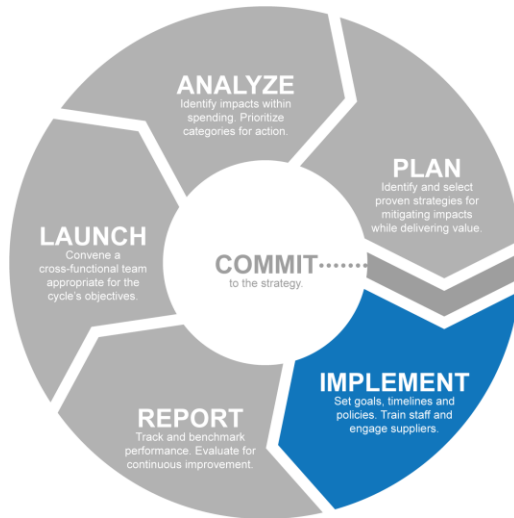 ANALYZE
Identify impacts within
spending. Prioritize
categories for action.
PLAN
Identify and select
proven strategies for
mitigating impacts
while delivering value.
LAUNCH
Convene a
cross-functional team
appropriate for the
cycle's objectives.
COMMIT
to the strategy.
IMPLEMENT
Set goals, timelines and
policies. Train staff and
engage suppliers.
REPORT
Track and benchmark
performance. Evaluate for
continuous improvement.